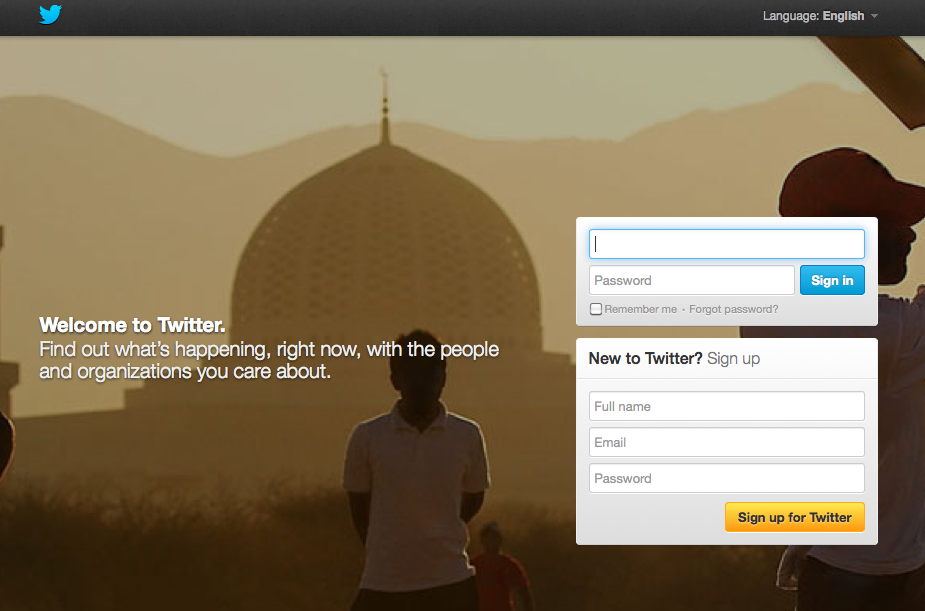 Language: English
Welcome to Twitter.
Find out what's happening, right now, with the people
and organizations you care about.
Password
Sign in
Remember me · Forgot password?
New to Twitter? Sign up
Full name
Email
Password
Sign up for Twitter